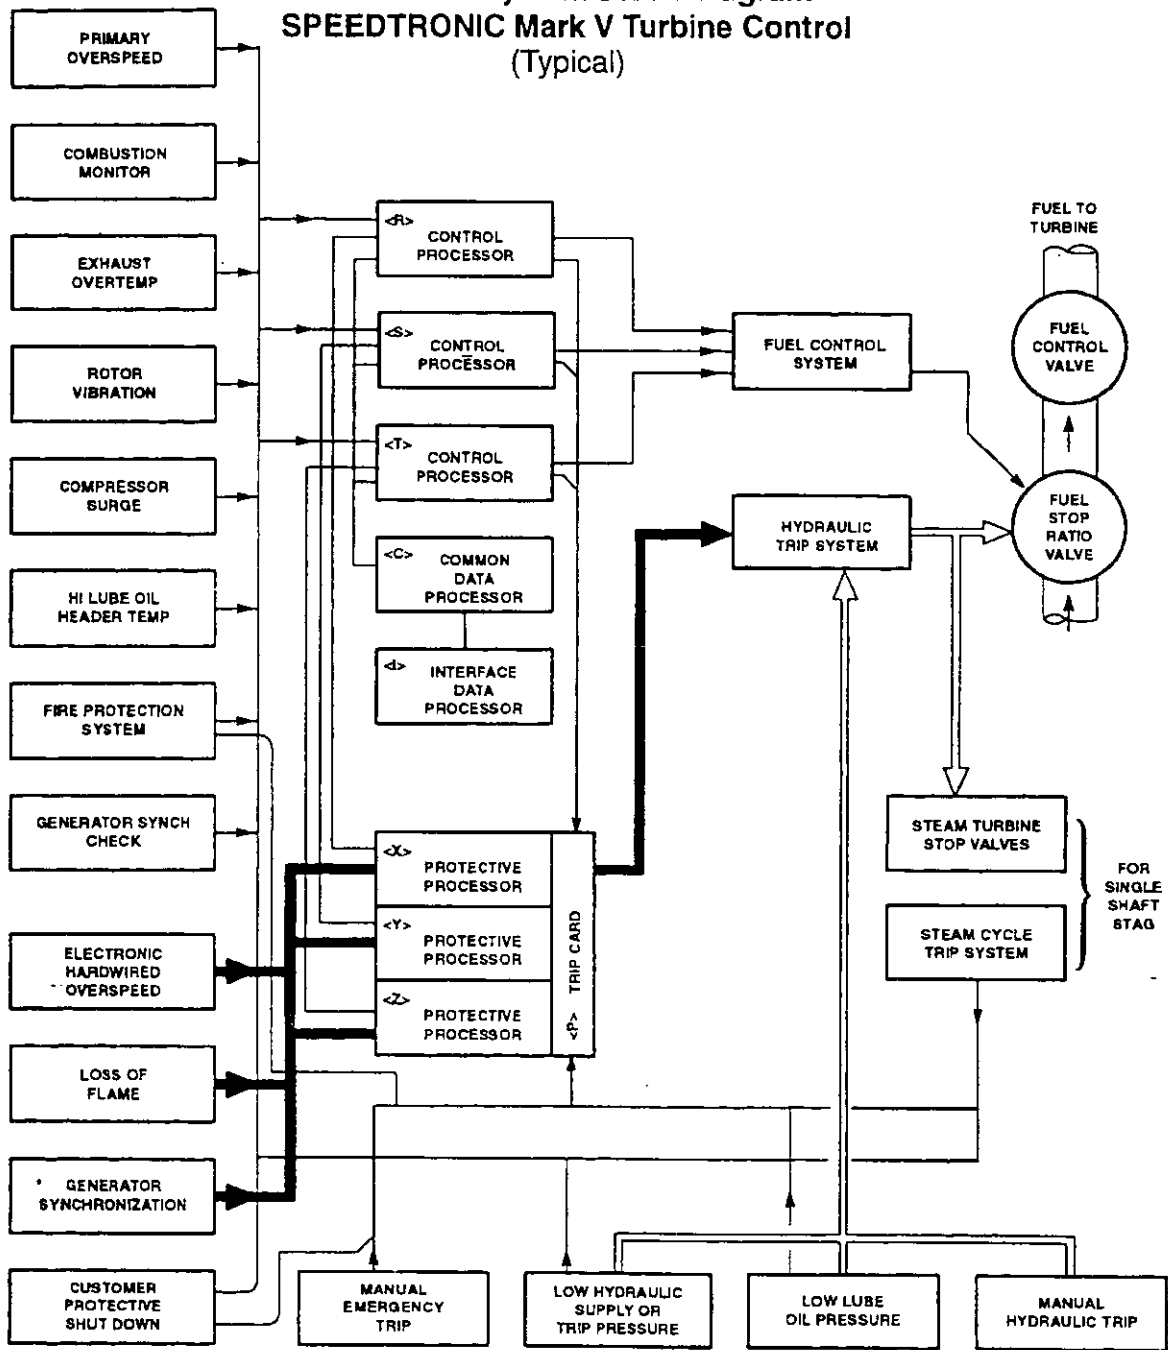 SPEEDTRONIC Mark V Turbine Control
(Typical)
PRIMARY
OVERSPEED
COMBUSTION
MONITOR
EXHAUST
OVERTEMP
ROTOR
VIBRATION
COMPRESSOR
SURGE
HI LUBE OIL
HEADER TEMP
FIRE PROTECTION
SYSTEM
GENERATOR SYNCH
CHECK
ELECTRONIC
HARDWIRED
OVERSPEED
LOSS OF
FLAME
GENERATOR
SYNCHRONIZATION
CUSTOMER
PROTECTIVE
SHUT DOWN
<R>
CONTROL
PROCESSOR
<S>
CONTROL
PROCESSOR
<T>
CONTROL
PROCESSOR
<C>
COMMON
DATA
PROCESSOR
<I>
INTERFACE
DATA
PROCESSOR
<X>
PROTECTIVE
PROCESSOR
<Y>
PROTECTIVE
PROCESSOR
<Z>
PROTECTIVE
PROCESSOR
<P> TRIP CARD
FUEL CONTROL
SYSTEM
HYDRAULIC
TRIP SYSTEM
FUEL TO
TURBINE
FUEL
CONTROL
VALVE
FUEL
STOP
RATIO
VALVE
STEAM TURBINE
STOP VALVES
STEAM CYCLE
TRIP SYSTEM
FOR
SINGLE
SHAFT
STAG
MANUAL
EMERGENCY
TRIP
LOW HYDRAULIC
SUPPLY OR
TRIP PRESSURE
LOW LUBE
OIL PRESSURE
MANUAL
HYDRAULIC TRIP